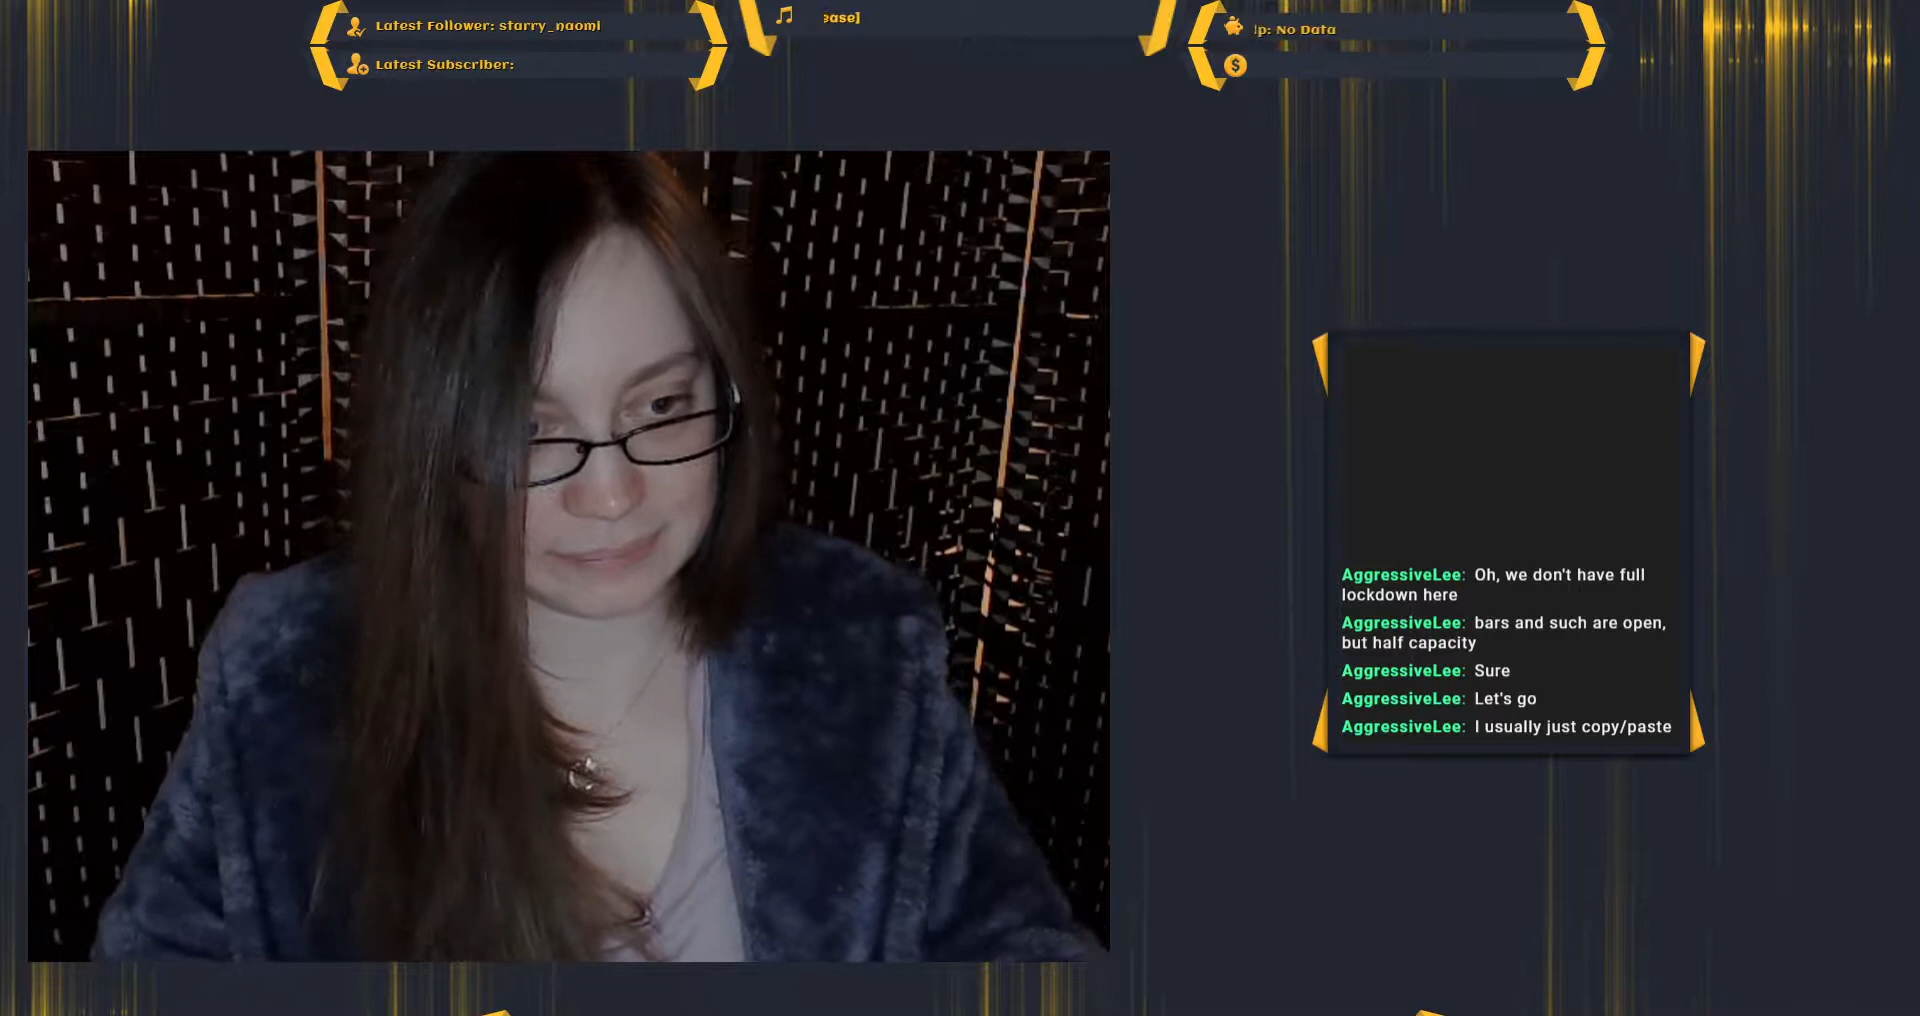 Latest Follower: starry_naomi
Latest Subscriber:
ease]
Ip: No Data
$
AggressiveLee: Oh, we don't have full
lockdown here
AggressiveLee: bars and such are open,
but half capacity
AggressiveLee: Sure
AggressiveLee: Let's go
AggressiveLee: I usually just copy/paste